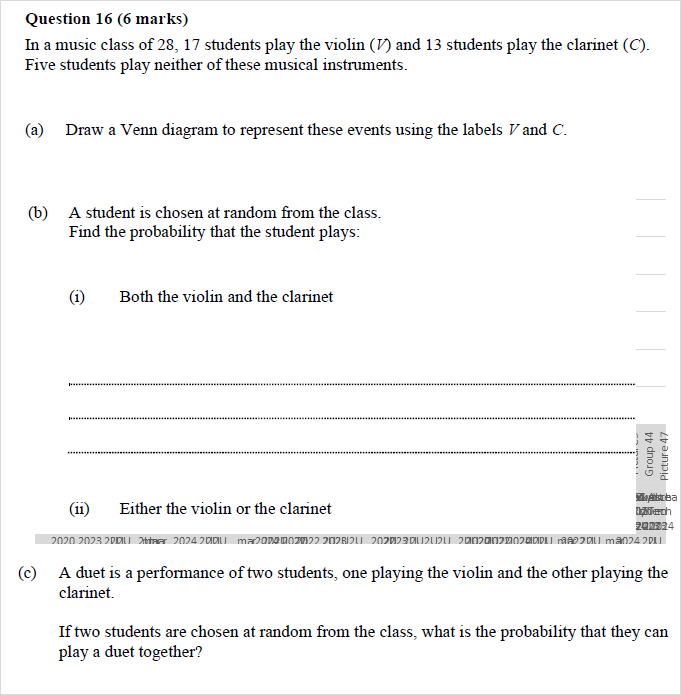 Question 16 (6 marks)
In a music class of 28, 17 students play the violin (V) and 13 students play the clarinet (C).
Five students play neither of these musical instruments.
(a) Draw a Venn diagram to represent these events using the labels V and C.
(b) A student is chosen at random from the class.
Find the probability that the student plays:
(i) Both the violin and the clarinet
Group 44
Picture 47
(ii) Either the violin or the clarinet
2020 2023
(c) A duet is a performance of two students, one playing the violin and the other playing the
clarinet.
If two students are chosen at random from the class, what is the probability that they can
play a duet together?